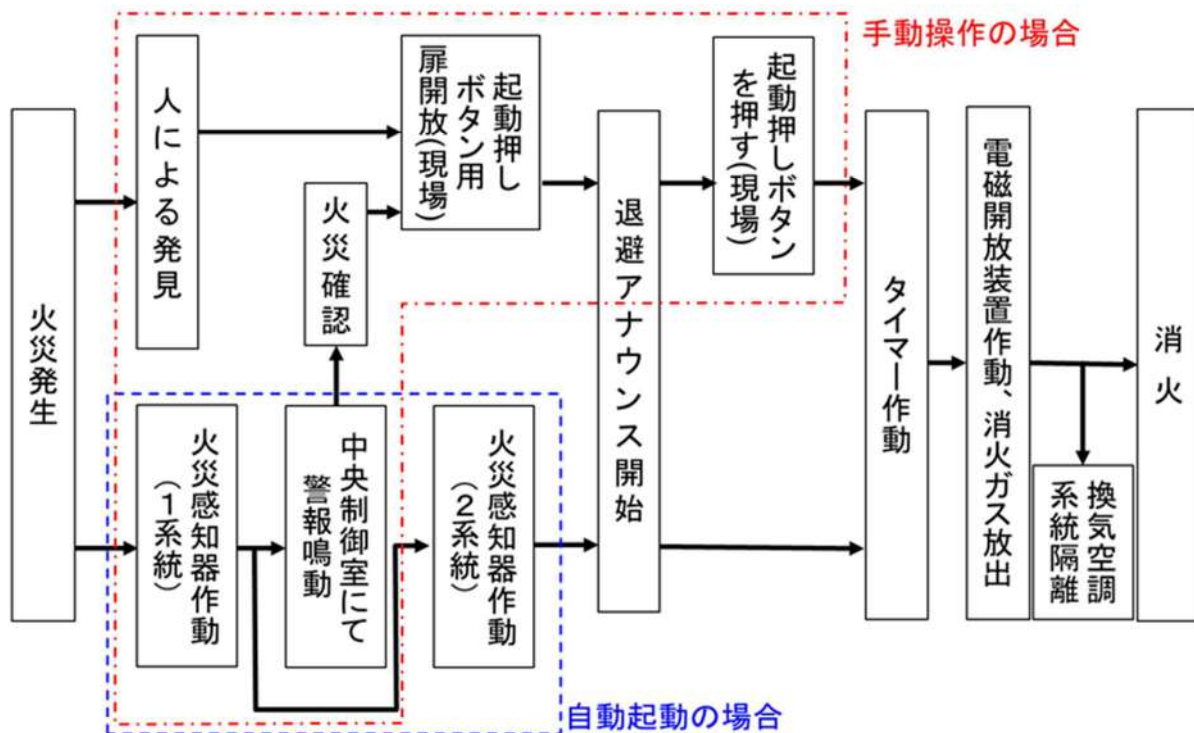 手動操作の場合
火災発生
人による発見
火災感知器作動
（１系統）
中央制御室にて
警報鳴動
火災確認
起動押し
ボタン用
扉開放(現場)
火災感知器作動
（２系統）
退避アナウンス開始
起動押しボタン
を押す(現場)
タイマー作動
電磁開放装置作動、消火ガス放出
換気空調
系統隔離
消火
自動起動の場合